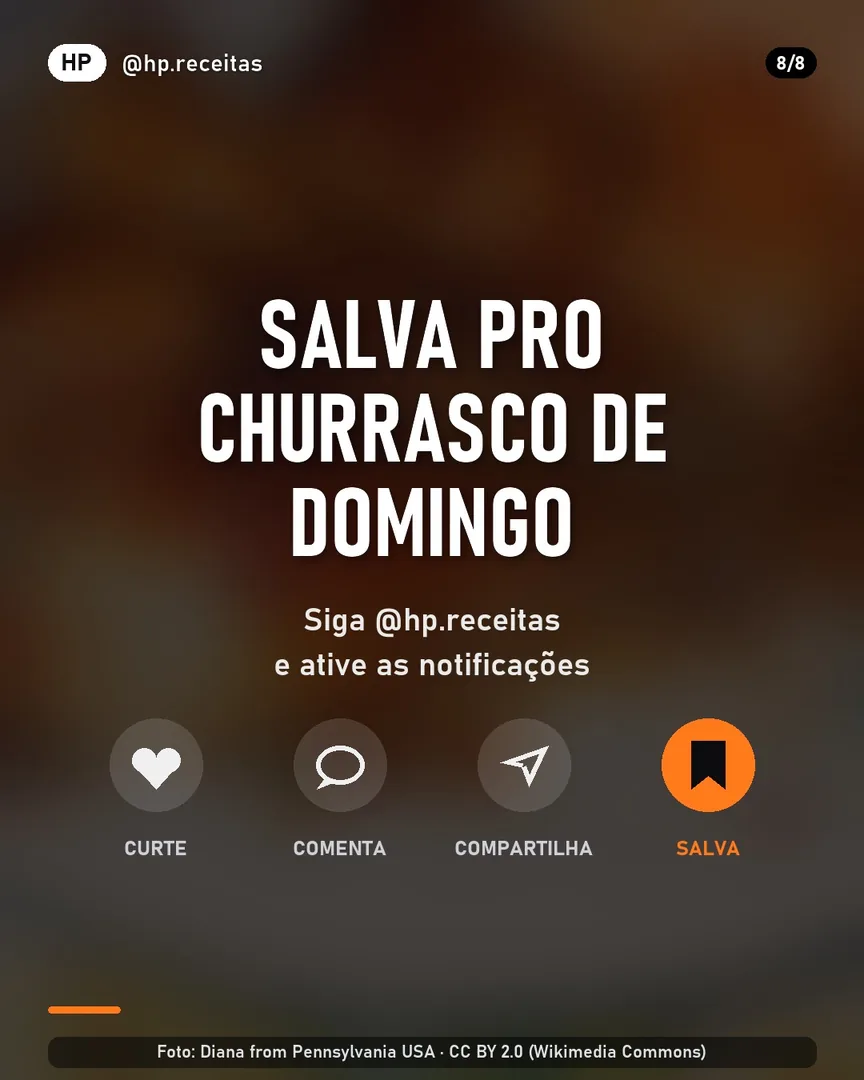 HP @hp.receitas 8/8
SALVA PRO
CHURRASCO DE
DOMINGO
Siga @hp.receitas
e ative as notificações
CURTE COMENTA COMPARTILHA SALVA
Foto: Diana from Pennsylvania USA · CC BY 2.0 (Wikimedia Commons)